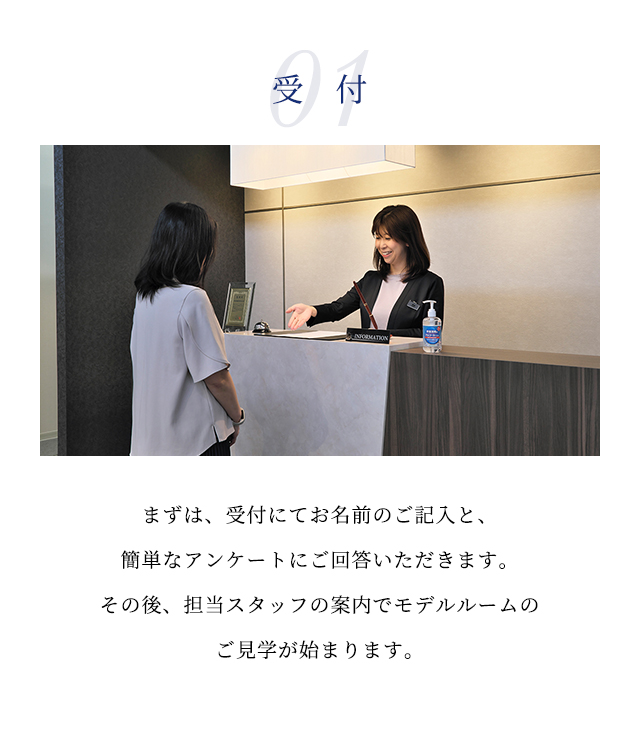 01
受 付
INFORMATION
まずは、受付にてお名前のご記入と、
簡単なアンケートにご回答いただきます。
その後、担当スタッフの案内でモデルルームの
ご見学が始まります。